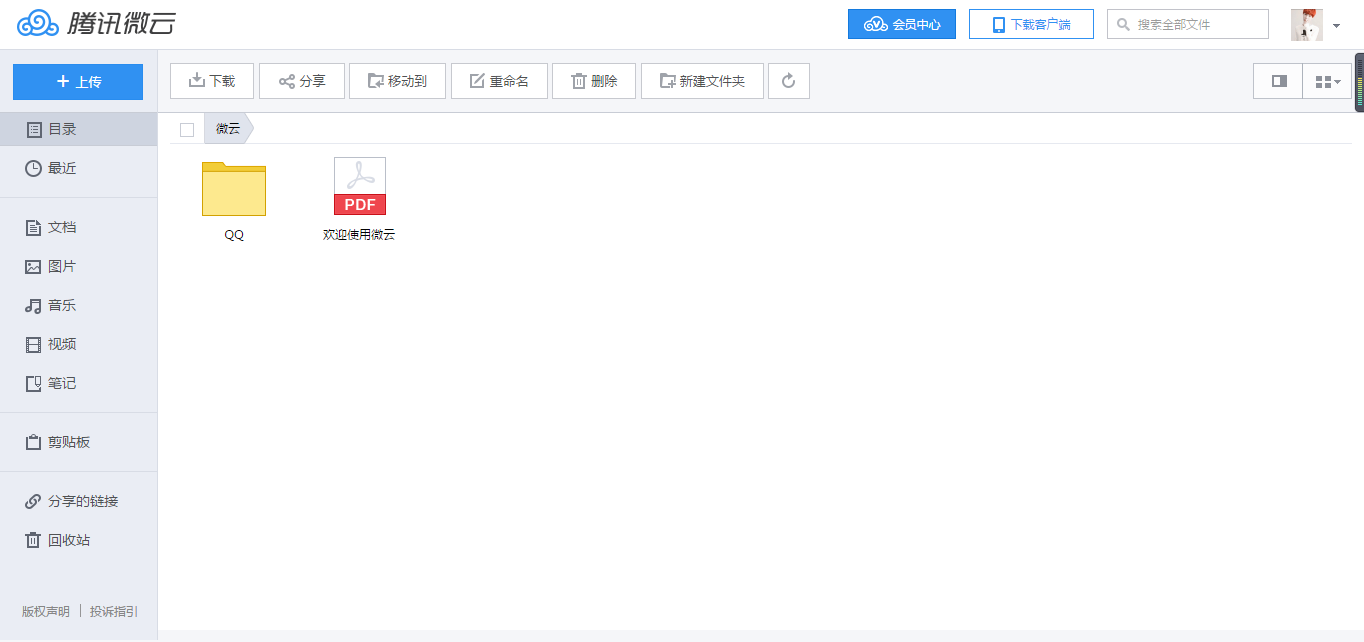 腾讯微云
会员中心
下载客户端
搜索全部文件
上传
下载
分享
移动到
重命名
删除
新建文件夹
目录
微云
最近
PDF
QQ
欢迎使用微云
文档
图片
音乐
视频
笔记
剪贴板
分享的链接
回收站
版权声明 | 投诉指引